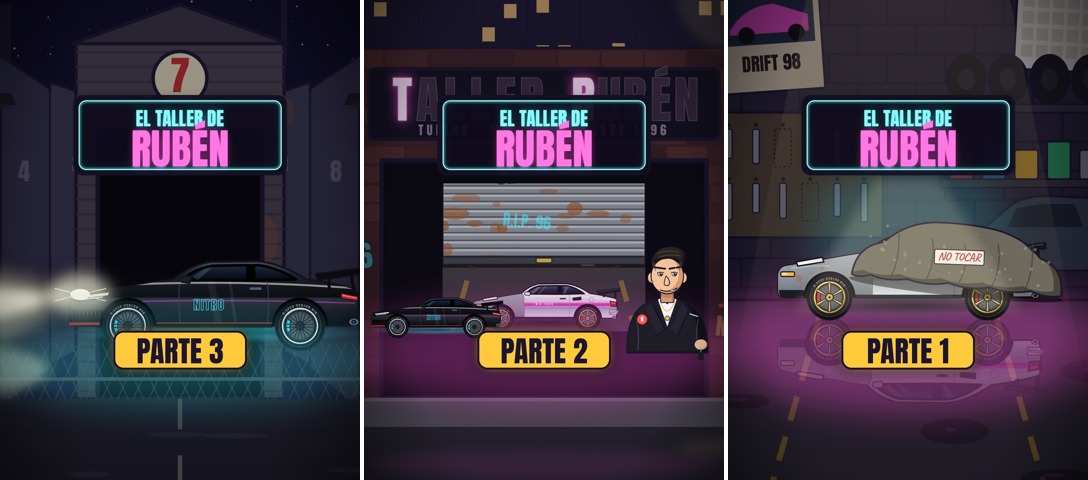 7
4
8
EL TALLER DE
RUBÉN
NITRO
PARTE 3
TALLER RUBÉN
96
EL TALLER DE
RUBÉN
R.I.P 96
PARTE 2
DRIFT 98
EL TALLER DE
RUBÉN
NO TOCAR
PARTE 1